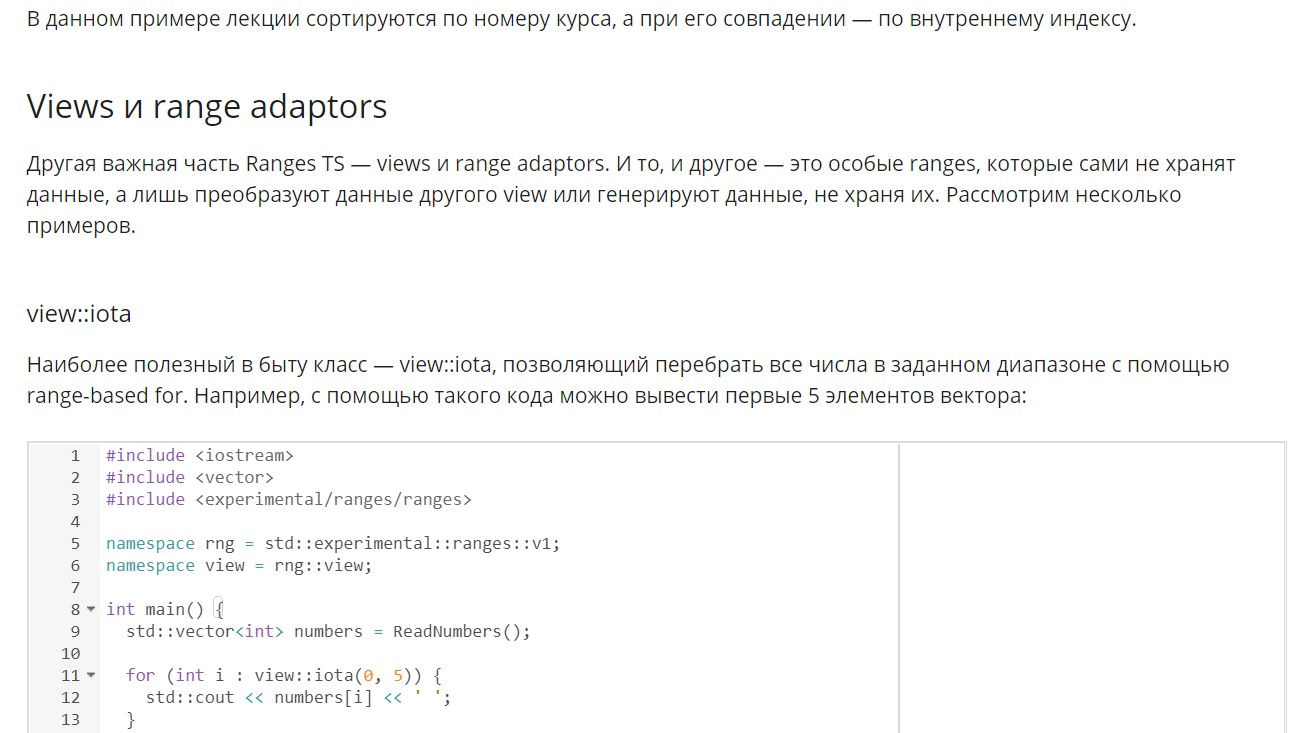 В данном примере лекции сортируются по номеру курса, а при его совпадении — по внутреннему индексу.
Views и range adaptors
Другая важная часть Ranges TS — views и range adaptors. И то, и другое — это особые ranges, которые сами не хранят
данные, а лишь преобразуют данные другого view или генерируют данные, не храня их. Рассмотрим несколько
примеров.
view::iota
Наиболее полезный в быту класс — view::iota, позволяющий перебрать все числа в заданном диапазоне с помощью
range-based for. Например, с помощью такого кода можно вывести первые 5 элементов вектора:
1 #include <iostream>
2 #include <vector>
3 #include <experimental/ranges/ranges>
4
5 namespace rng = std::experimental::ranges::v1;
6 namespace view = rng::view;
7
8 int main() {
9   std::vector<int> numbers = ReadNumbers();
10
11   for (int i : view::iota(0, 5)) {
12     std::cout << numbers[i] << ' ';
13   }